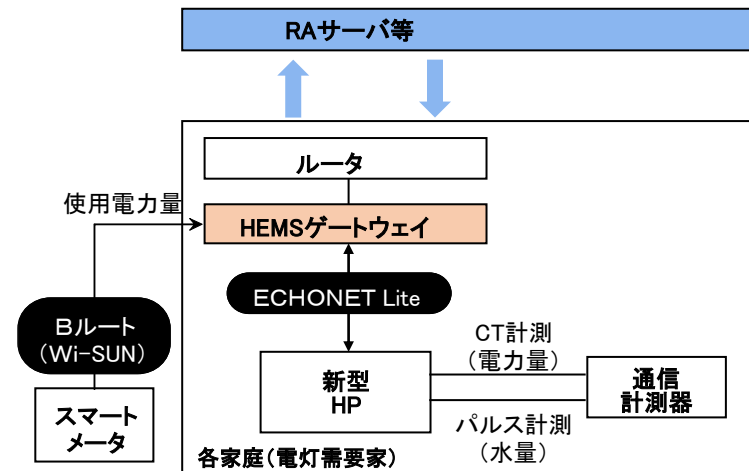 RAサーバ等
ルータ
使用電力量
HEMSゲートウェイ
ECHONET Lite
Bルート
(Wi-SUN)
CT計測
(電力量)
新型
HP
通信
計測器
スマート
メータ
パルス計測
(水量)
各家庭(電灯需要家)